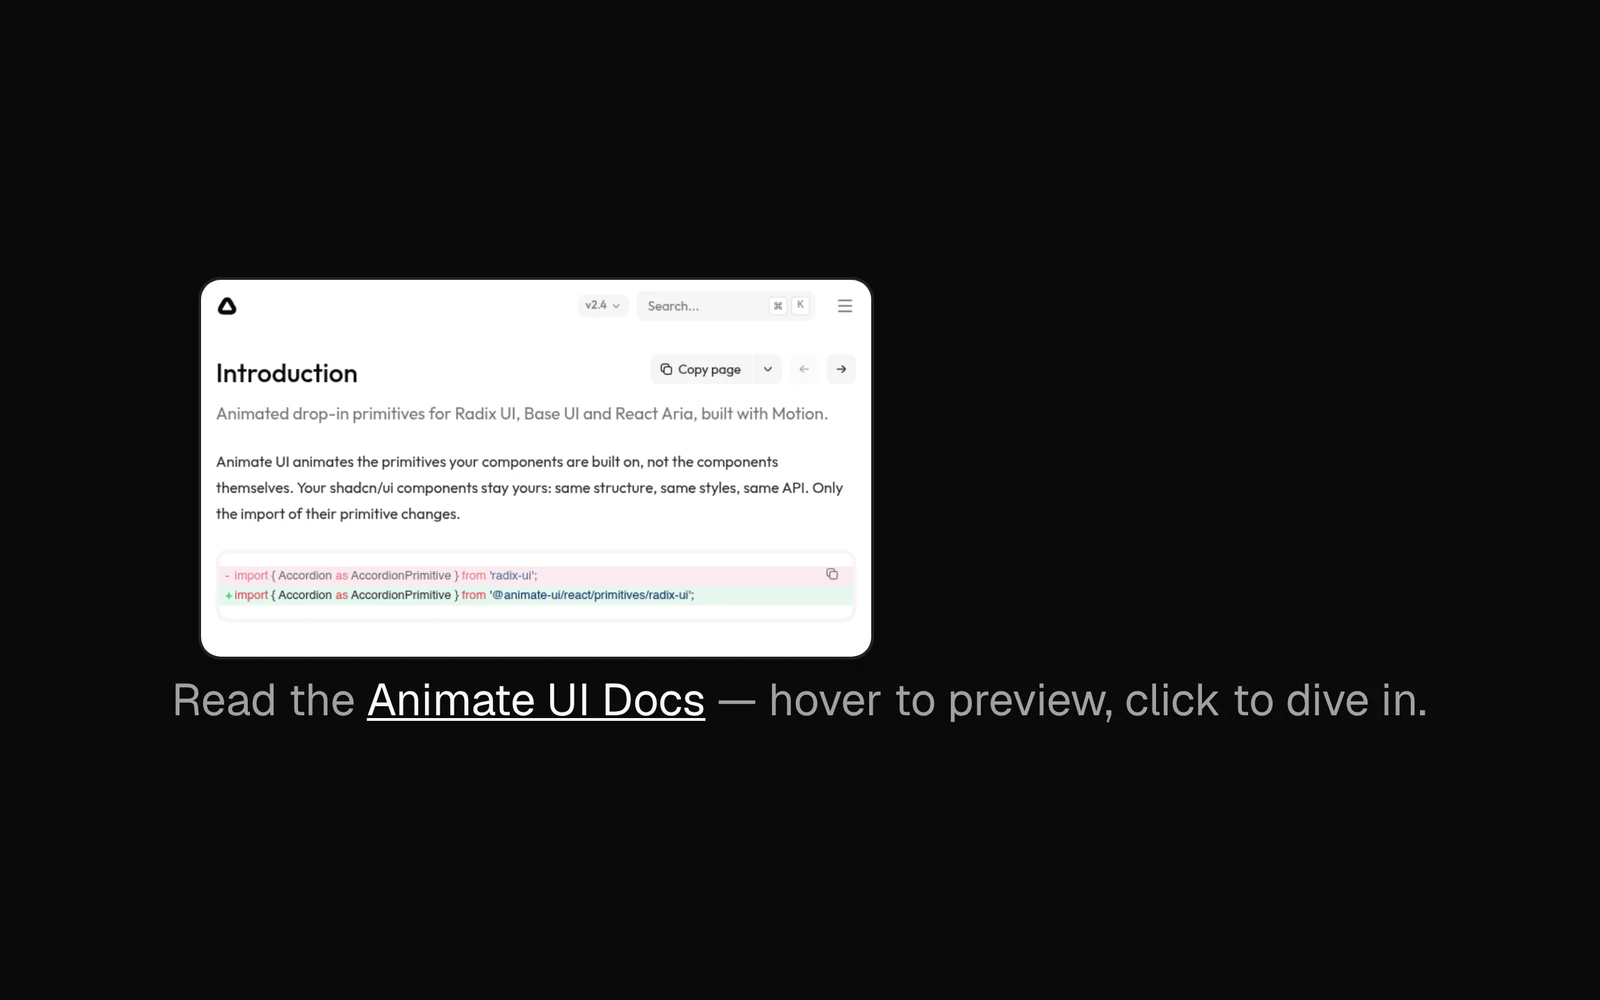 v2.4
Search...
⌘ K
Introduction
Copy page
Animated drop-in primitives for Radix UI, Base UI and React Aria, built with Motion.
Animate UI animates the primitives your components are built on, not the components
themselves. Your shadcn/ui components stay yours: same structure, same styles, same API. Only
the import of their primitive changes.
- import { Accordion as AccordionPrimitive } from 'radix-ui';
+ import { Accordion as AccordionPrimitive } from '@animate-ui/react/primitives/radix-ui';
Read the Animate UI Docs — hover to preview, click to dive in.